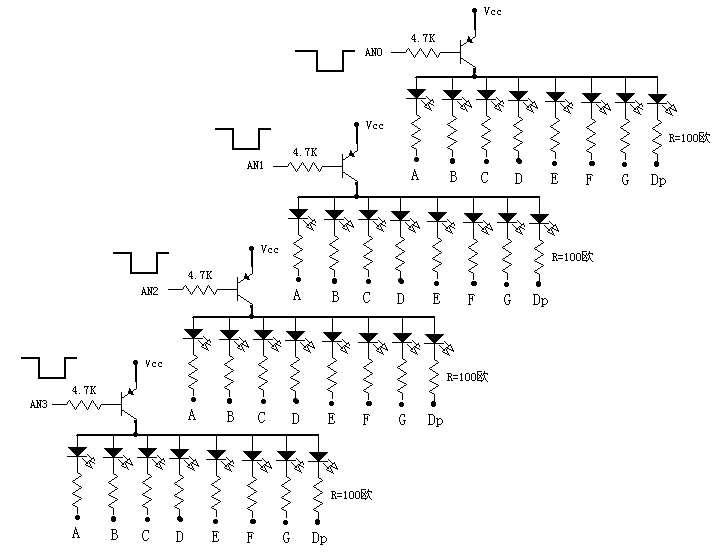 Vcc
4.7K
AN0
R=100欧
A B C D E F G Dp
Vcc
4.7K
AN1
R=100欧
A B C D E F G Dp
Vcc
4.7K
AN2
R=100欧
A B C D E F G Dp
Vcc
4.7K
AN3
R=100欧
A B C D E F G Dp